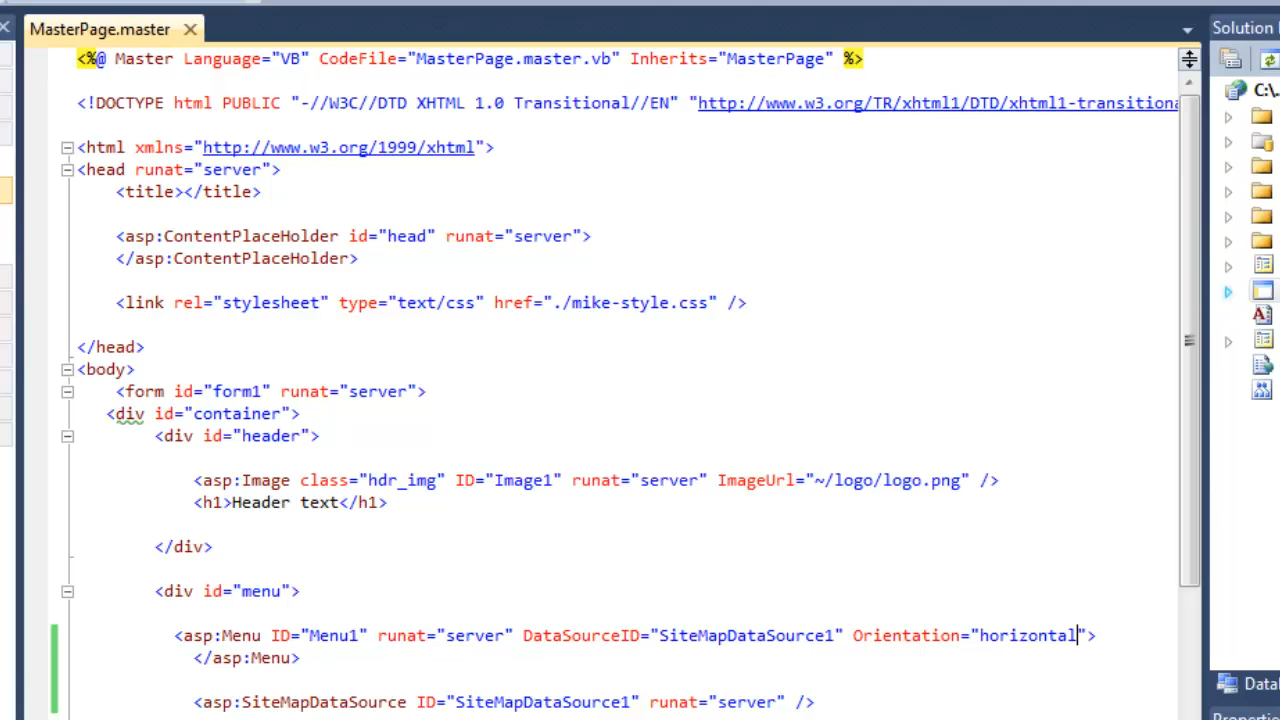 MasterPage.master
Solution
<%@ Master Language="VB" CodeFile="MasterPage.master.vb" Inherits="MasterPage" %>
C:\..
<!DOCTYPE html PUBLIC "-//W3C//DTD XHTML 1.0 Transitional//EN" "http://www.w3.org/TR/xhtml1/DTD/xhtml1-transitiona
<html xmlns="http://www.w3.org/1999/xhtml">
<head runat="server">
<title></title>
<asp:ContentPlaceHolder id="head" runat="server">
</asp:ContentPlaceHolder>
<link rel="stylesheet" type="text/css" href="./mike-style.css" />
</head>
<body>
<form id="form1" runat="server">
<div id="container">
<div id="header">
<asp:Image class="hdr_img" ID="Image1" runat="server" ImageUrl="~/logo/logo.png" />
<h1>Header text</h1>
</div>
<div id="menu">
<asp:Menu ID="Menu1" runat="server" DataSourceID="SiteMapDataSource1" Orientation="horizontal">
</asp:Menu>
<asp:SiteMapDataSource ID="SiteMapDataSource1" runat="server" />
Datal